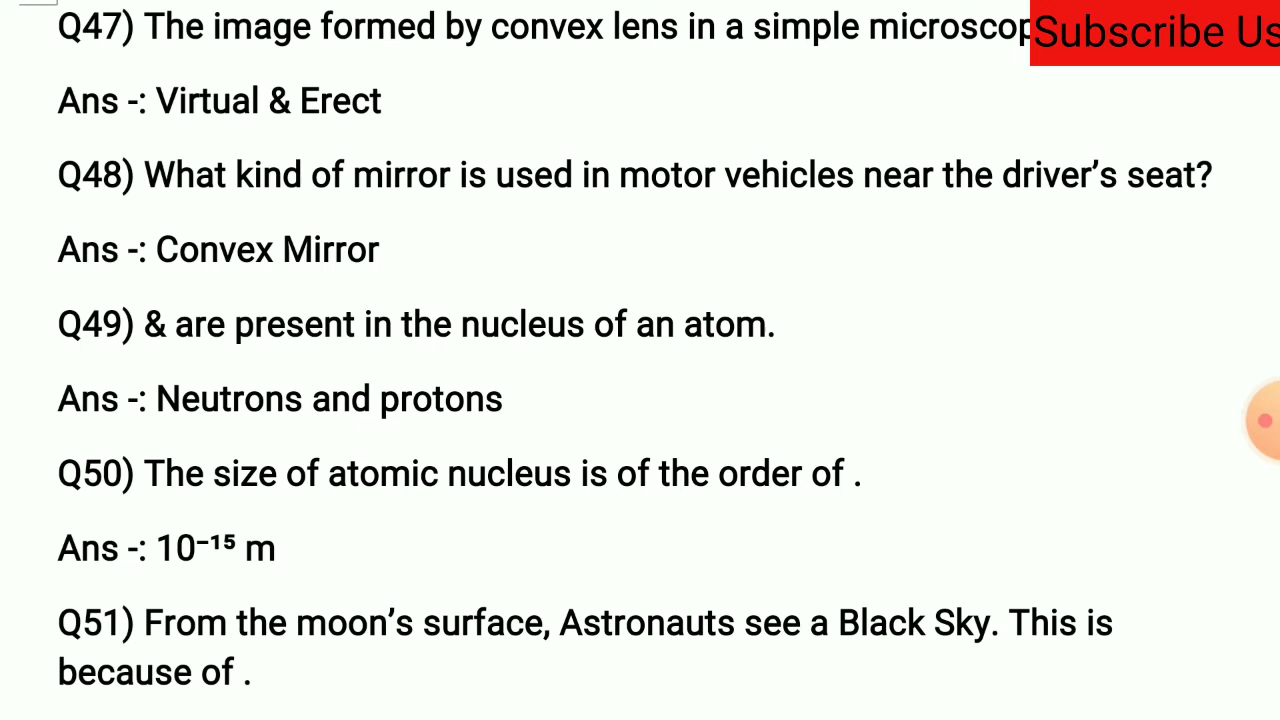 Q47) The image formed by convex lens in a simple microscop
Subscribe Us
Ans -: Virtual & Erect
Q48) What kind of mirror is used in motor vehicles near the driver’s seat?
Ans -: Convex Mirror
Q49) & are present in the nucleus of an atom.
Ans -: Neutrons and protons
Q50) The size of atomic nucleus is of the order of .
Ans -: 10⁻¹⁵ m
Q51) From the moon’s surface, Astronauts see a Black Sky. This is
because of .